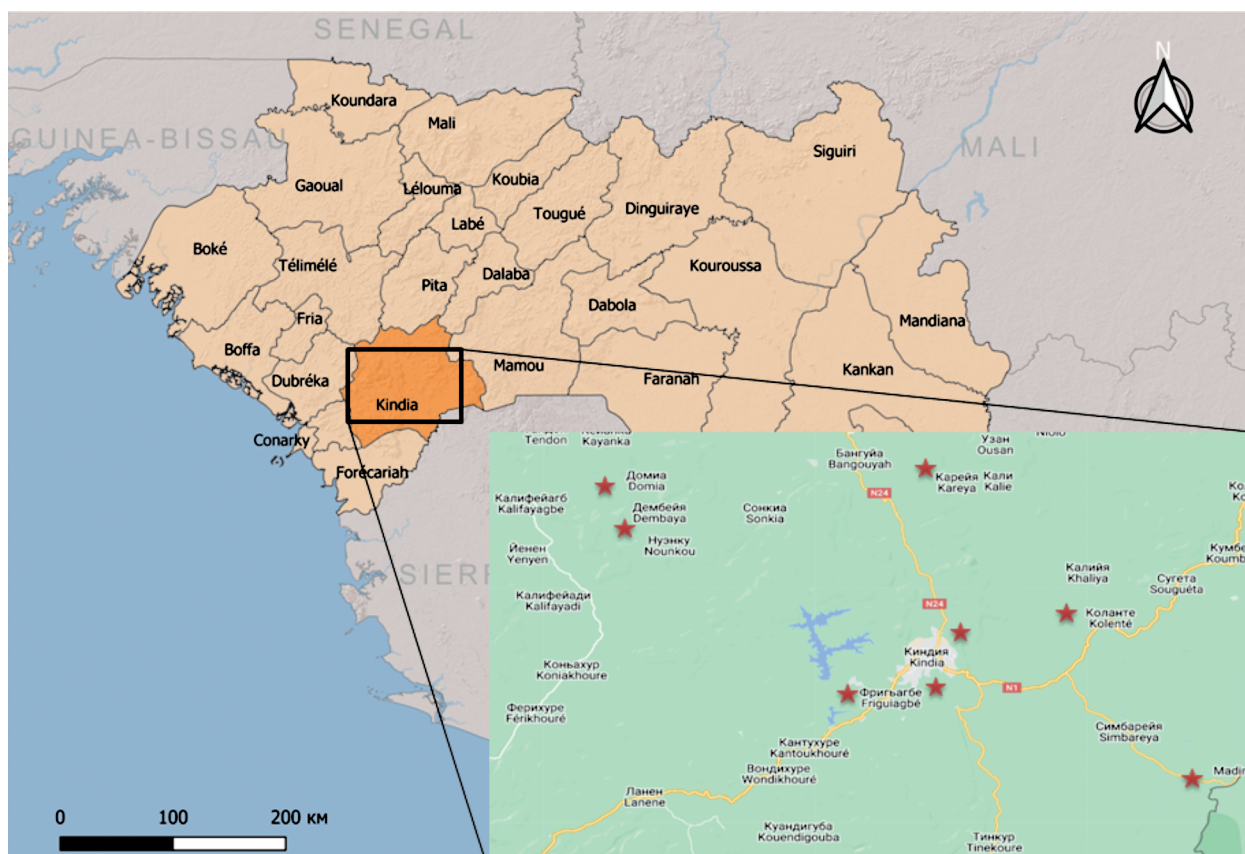 SENEGAL
N
Koundara
Mali
GUINEA-BISSAU
MALI
Siguiri
Gaoual
Lélouma
Koubia
Labé
Tougué
Dinguiraye
Boké
Télimélé
Pita
Dalaba
Kouroussa
Dabola
Fria
Mandiana
Boffa
Dubréka
Mamou
Faranah
Kankan
Kindia
Conarky
Forécariah
SIERR
Tendon
Kayanka
Узан
Ousan
Бангуйа
Bangouyah
Домиа
Domia
Карейя
Kareya
Кали
Kalie
Калифейагб
Kalifayagbe
N24
Дембейя
Dembaya
Сонкиа
Sonkia
Нуэнку
Nounkou
Йенен
Yenyen
Кумбе
Koumb
Калийя
Khaliya
Сугета
Souguéta
Калифейади
Kalifayadi
N24
Коланте
Kolenté
Киндия
Kindia
Коньахур
Koniakhoure
N1
Фригьагбе
Friguiagbé
Ферихуре
Férikhouré
Симбарейя
Simbareya
Кантухуре
Kantoukhouré
Вондихуре
Wondikhouré
Madin
Ланен
Lanene
Куандигуба
Kouendigouba
Тинкур
Tinekoure
0 100 200 км